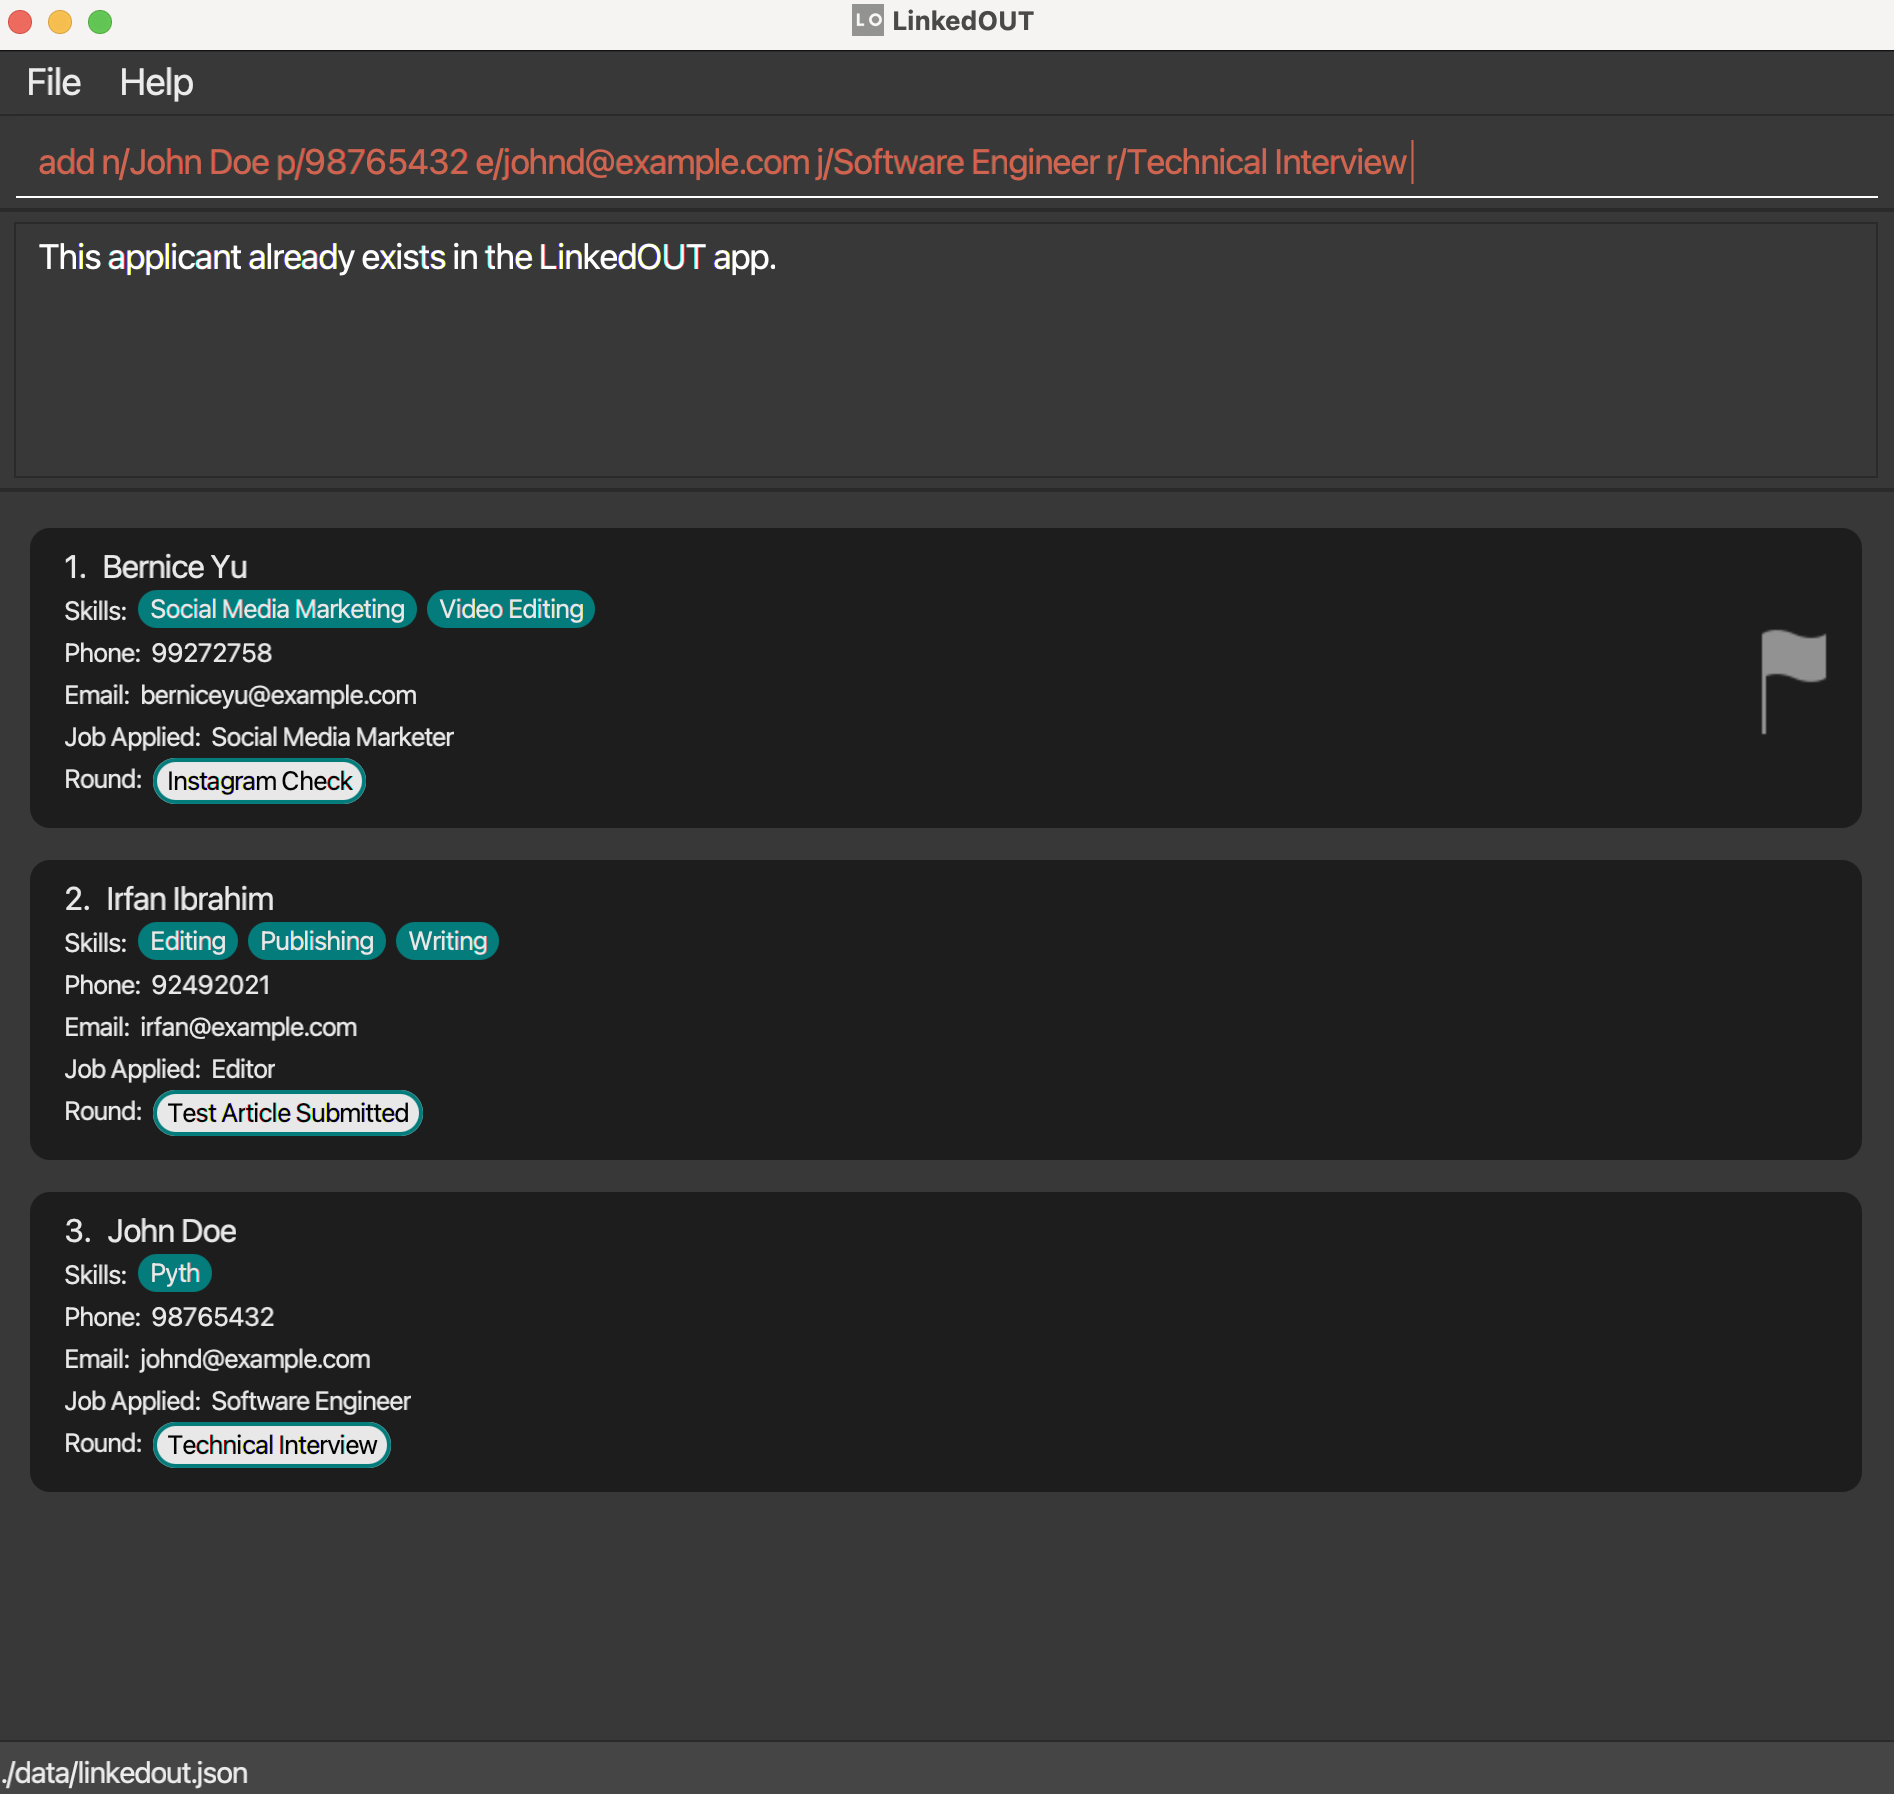 LO LinkedOUT
File Help
add n/John Doe p/98765432 e/johnd@example.com j/Software Engineer r/Technical Interview
This applicant already exists in the LinkedOUT app.
1. Bernice Yu
Skills: Social Media Marketing Video Editing
Phone: 99272758
Email: berniceyu@example.com
Job Applied: Social Media Marketer
Round: Instagram Check
2. Irfan Ibrahim
Skills: Editing Publishing Writing
Phone: 92492021
Email: irfan@example.com
Job Applied: Editor
Round: Test Article Submitted
3. John Doe
Skills: Pyth
Phone: 98765432
Email: johnd@example.com
Job Applied: Software Engineer
Round: Technical Interview
./data/linkedout.json